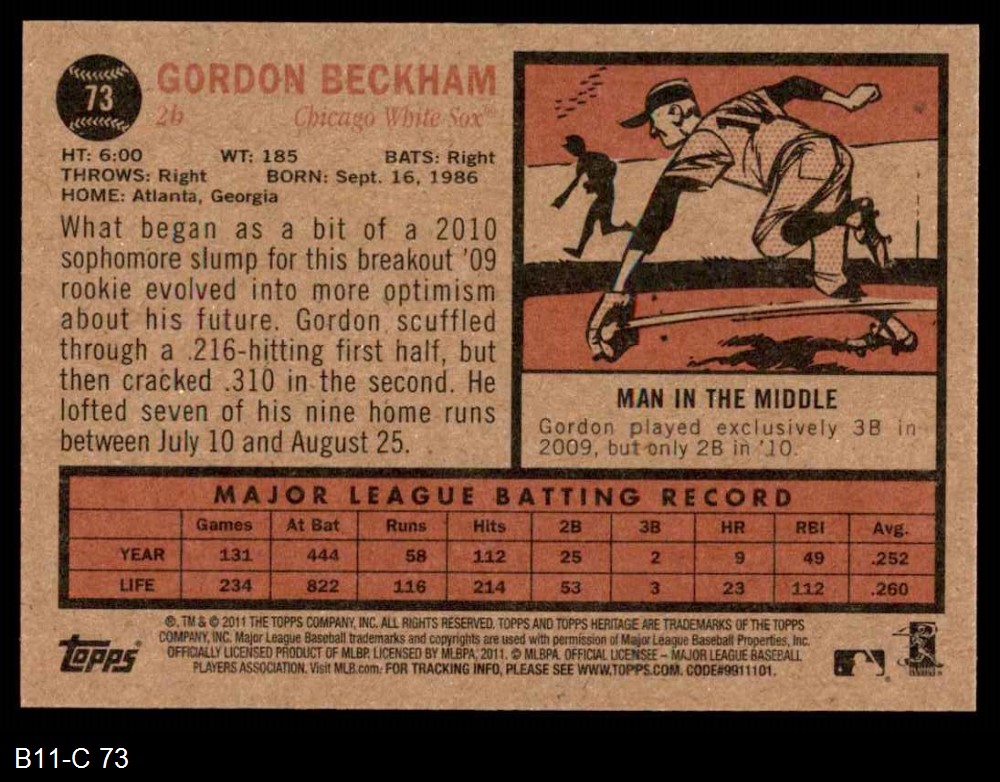 73
GORDON BECKHAM
2b Chicago White Sox™
HT: 6:00 WT: 185 BATS: Right
THROWS: Right BORN: Sept. 16, 1986
HOME: Atlanta, Georgia
What began as a bit of a 2010
sophomore slump for this breakout '09
rookie evolved into more optimism
about his future. Gordon scuffled
through a .216-hitting first half, but
then cracked .310 in the second. He
lofted seven of his nine home runs
between July 10 and August 25.
MAN IN THE MIDDLE
Gordon played exclusively 3B in
2009, but only 2B in '10.
MAJOR LEAGUE BATTING RECORD
Games At Bat Runs Hits 2B 3B HR RBI Avg.
YEAR 131 444 58 112 25 2 9 49 .252
LIFE 234 822 116 214 53 3 23 112 .260
®, TM & © 2011 THE TOPPS COMPANY, INC. ALL RIGHTS RESERVED. TOPPS AND TOPPS HERITAGE ARE TRADEMARKS OF THE TOPPS
COMPANY, INC. Major League Baseball trademarks and copyrights are used with permission of Major League Baseball Properties, Inc.
OFFICIALLY LICENSED PRODUCT OF MLBP. LICENSED BY MLBPA, 2011. © MLBPA. OFFICIAL LICENSEE – MAJOR LEAGUE BASEBALL
PLAYERS ASSOCIATION. Visit MLB.com: FOR TRACKING INFO, PLEASE SEE WWW.TOPPS.COM. CODE#9911101.
topps
B11-C 73